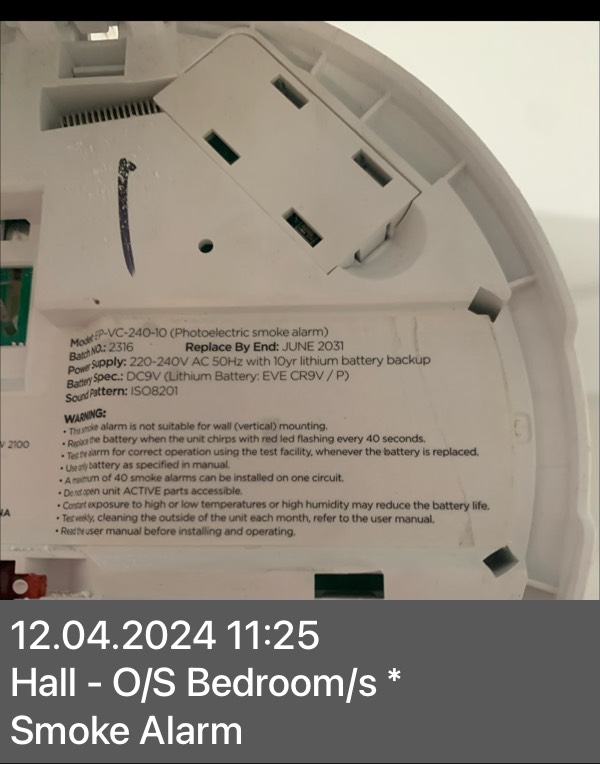 Model: EP-VC-240-10 (Photoelectric smoke alarm)
Batch NO.: 2316 Replace By End: JUNE 2031
Power Supply: 220-240V AC 50Hz with 10yr lithium battery backup
Battery Spec.: DC9V (Lithium Battery: EVE CR9V / P)
Sound Pattern: ISO8201
WARNING:
• This smoke alarm is not suitable for wall (vertical) mounting.
• Replace the battery when the unit chirps with red led flashing every 40 seconds.
• Test the alarm for correct operation using the test facility, whenever the battery is replaced.
• Use only battery as specified in manual.
• A maximum of 40 smoke alarms can be installed on one circuit.
• Do not open unit ACTIVE parts accessible.
• Constant exposure to high or low temperatures or high humidity may reduce the battery life.
• Test weekly, cleaning the outside of the unit each month, refer to the user manual.
• Read the user manual before installing and operating.
V 2100
12.04.2024 11:25
Hall - O/S Bedroom/s *
Smoke Alarm